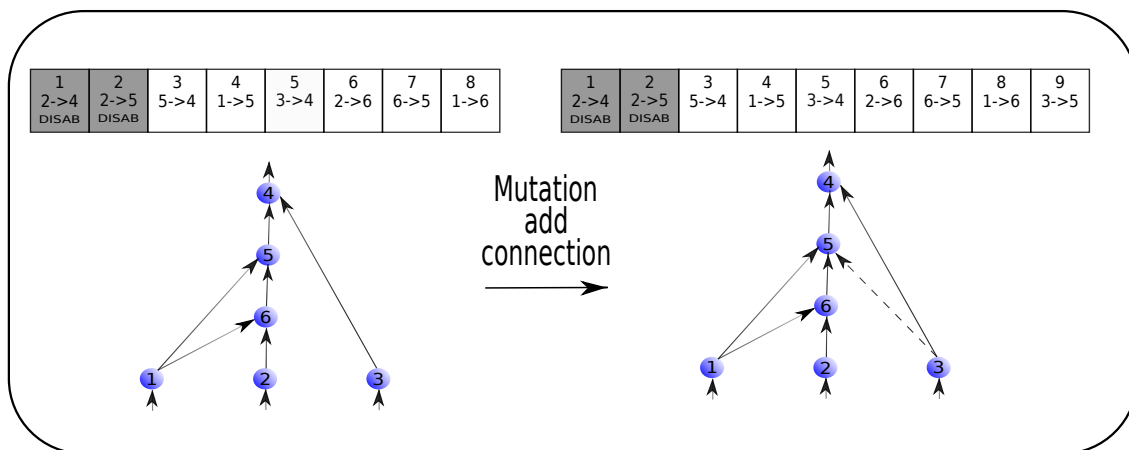 1 2 3 4 5 6 7 8
2->4 2->5 5->4 1->5 3->4 2->6 6->5 1->6
DISAB DISAB
1 2 3 4 5 6 7 8 9
2->4 2->5 5->4 1->5 3->4 2->6 6->5 1->6 3->5
DISAB DISAB
4
5
6
1 2 3
Mutation
add
connection
4
5
6
1 2 3